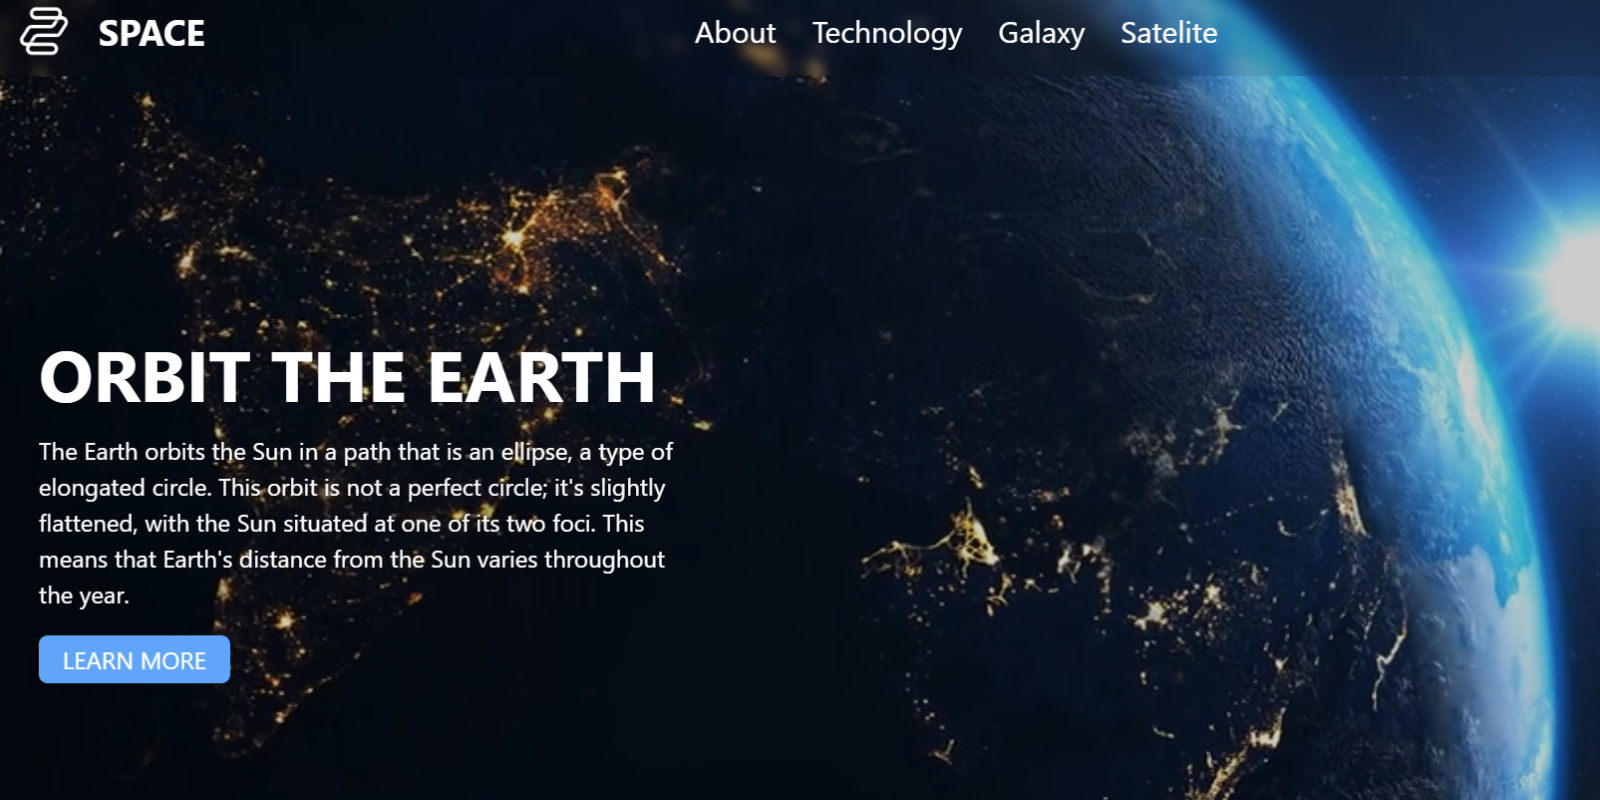 SPACE
About Technology Galaxy Satelite
ORBIT THE EARTH
The Earth orbits the Sun in a path that is an ellipse, a type of
elongated circle. This orbit is not a perfect circle; it's slightly
flattened, with the Sun situated at one of its two foci. This
means that Earth's distance from the Sun varies throughout
the year.
LEARN MORE